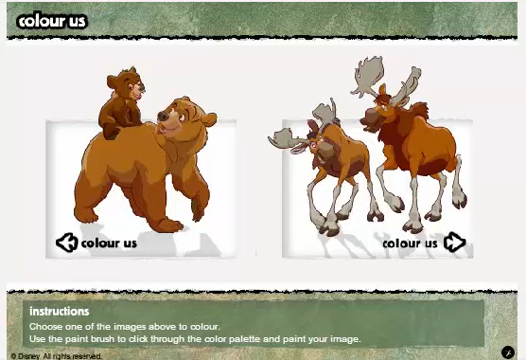 colour us
colour us
colour us
instructions
Choose one of the images above to colour.
Use the paint brush to click through the color palette and paint your image.
© Disney. All rights reserved.